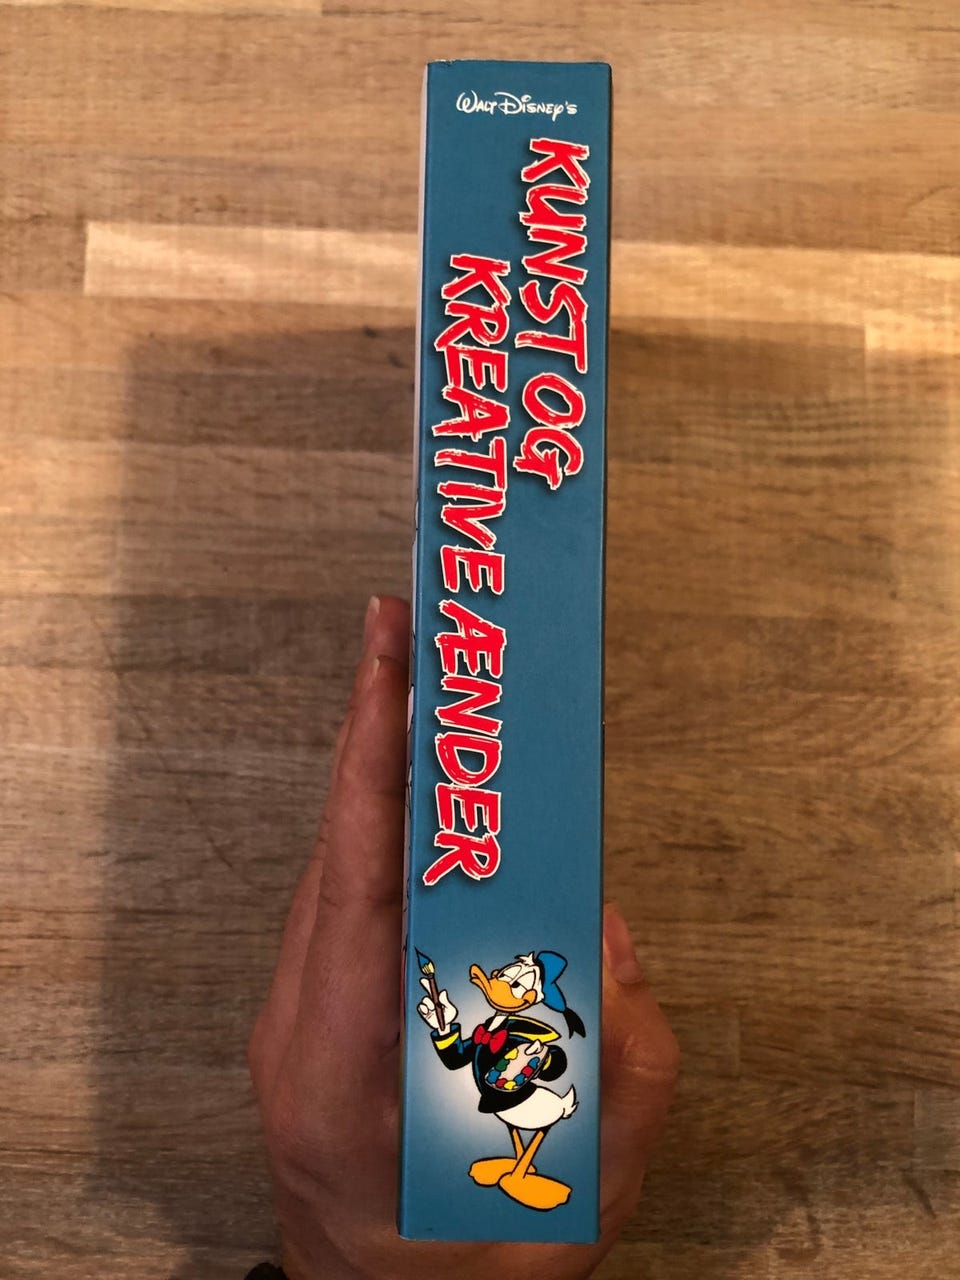 WALT DISNEY'S
KUNST OG
KREATIVE ÆNDER